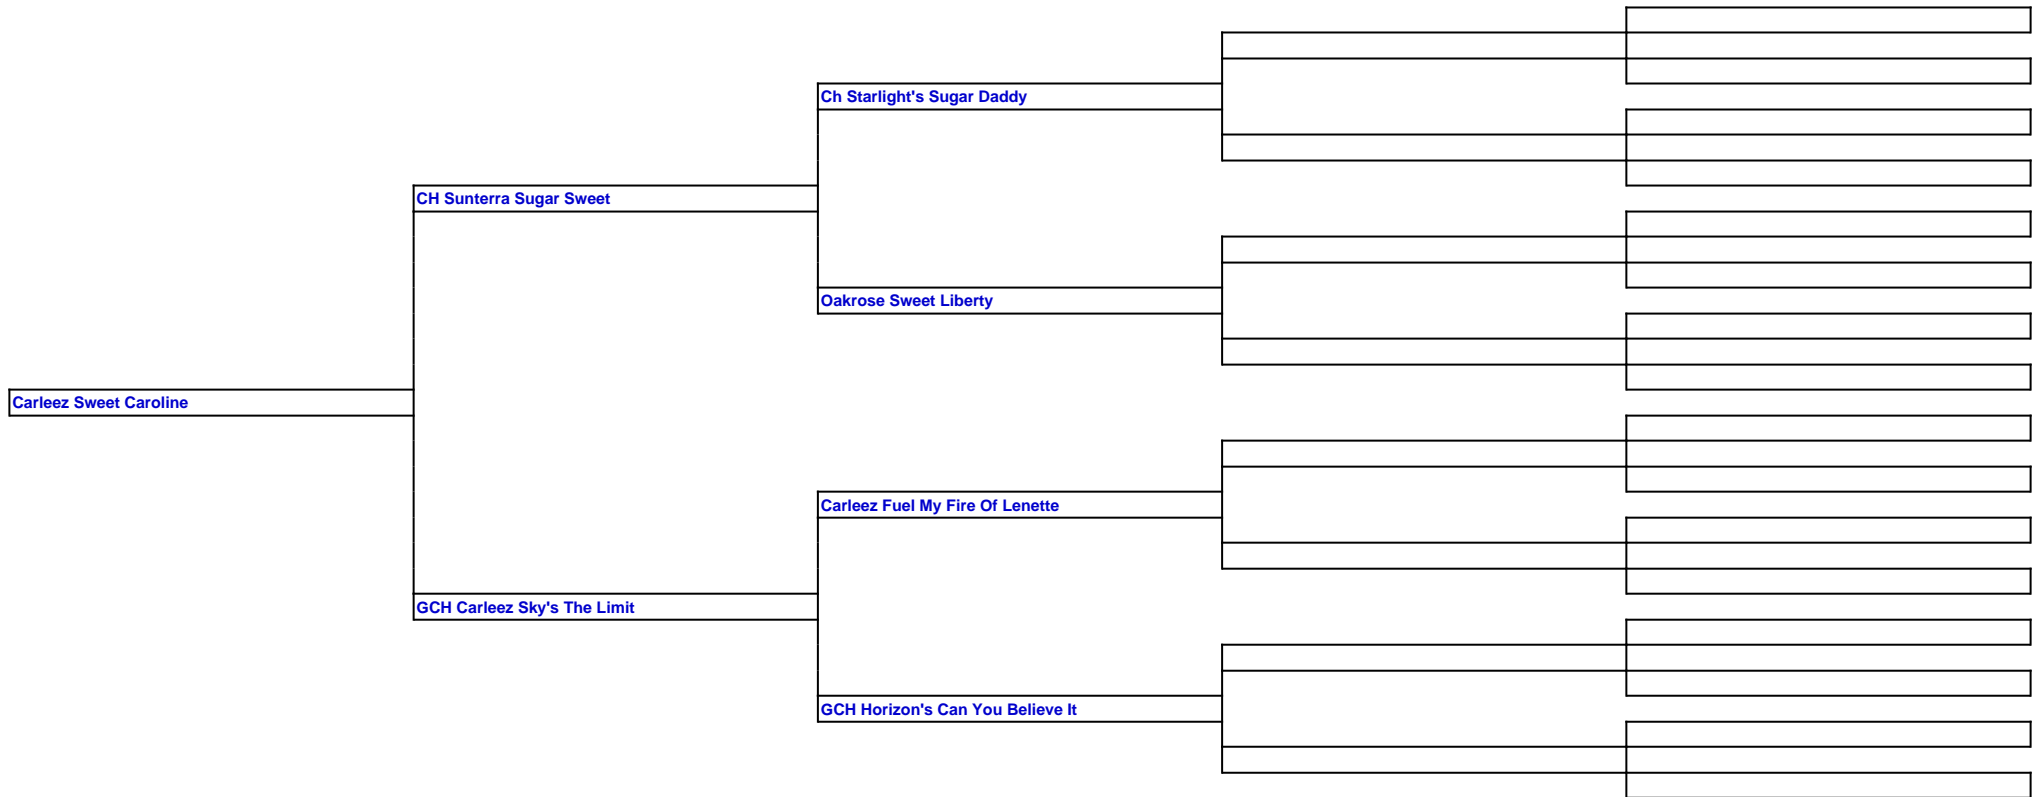 Ch Starlight's Sugar Daddy
CH Sunterra Sugar Sweet
Oakrose Sweet Liberty
Carleez Sweet Caroline
Carleez Fuel My Fire Of Lenette
GCH Carleez Sky's The Limit
GCH Horizon's Can You Believe It